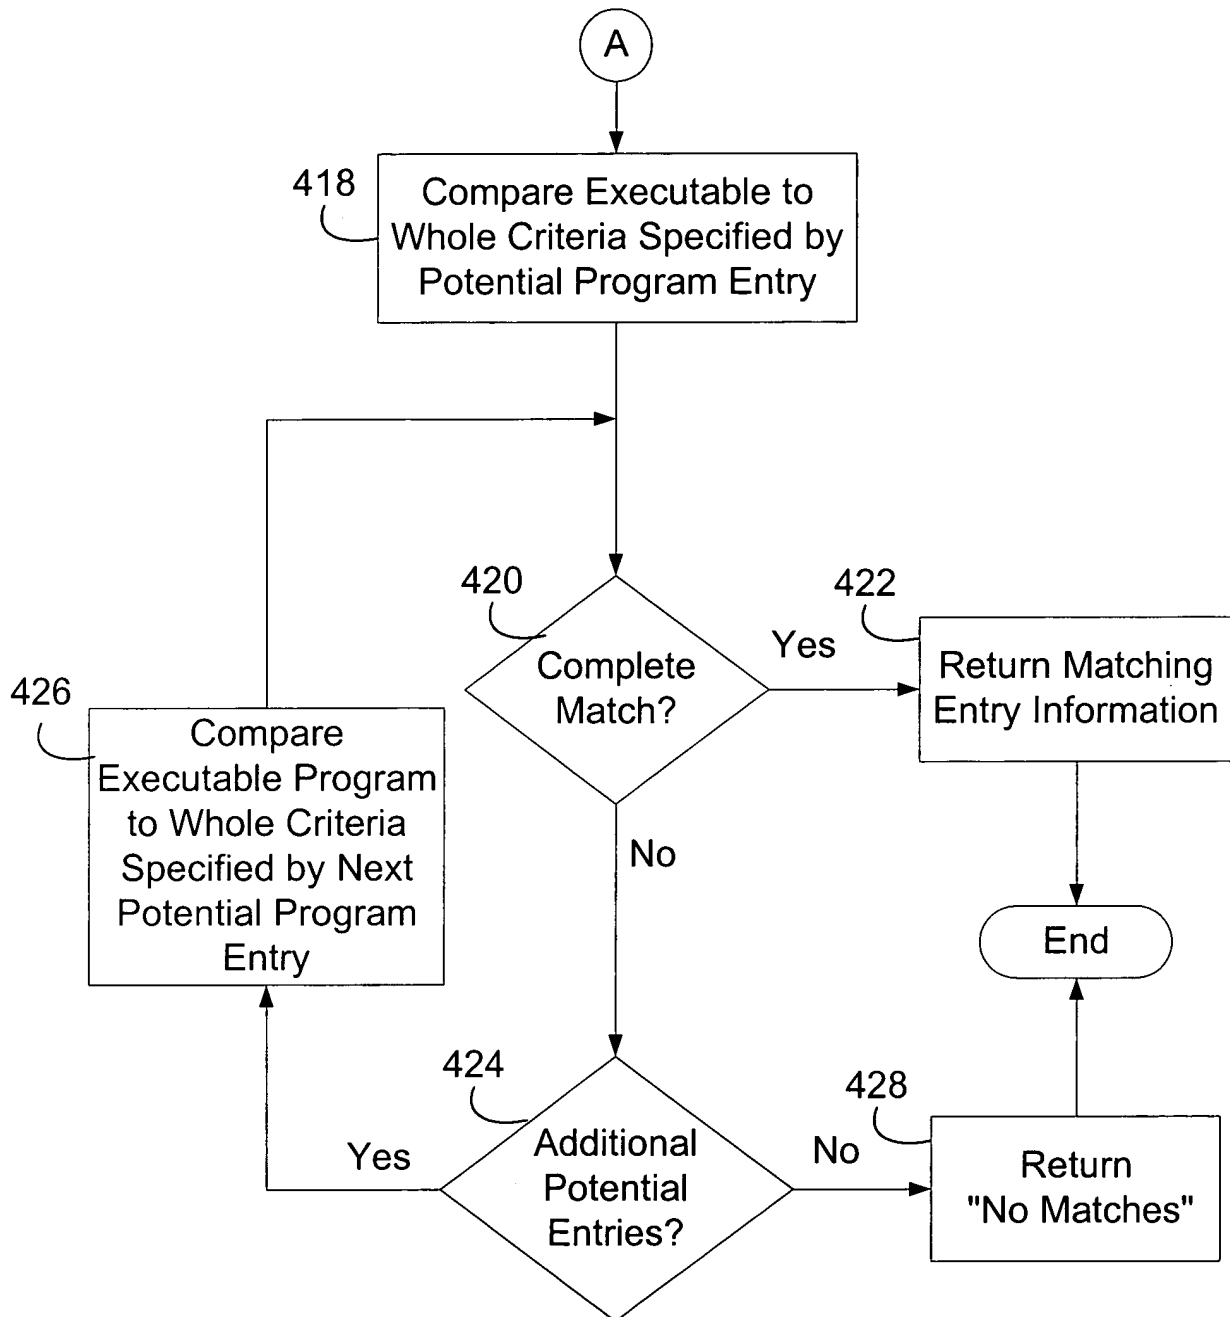 A
418
Compare Executable to
Whole Criteria Specified by
Potential Program Entry
420
Complete
Match?
Yes
422
Return Matching
Entry Information
426
Compare
Executable Program
to Whole Criteria
Specified by Next
Potential Program
Entry
No
End
424
Additional
Potential
Entries?
Yes
No
428
Return
"No Matches"